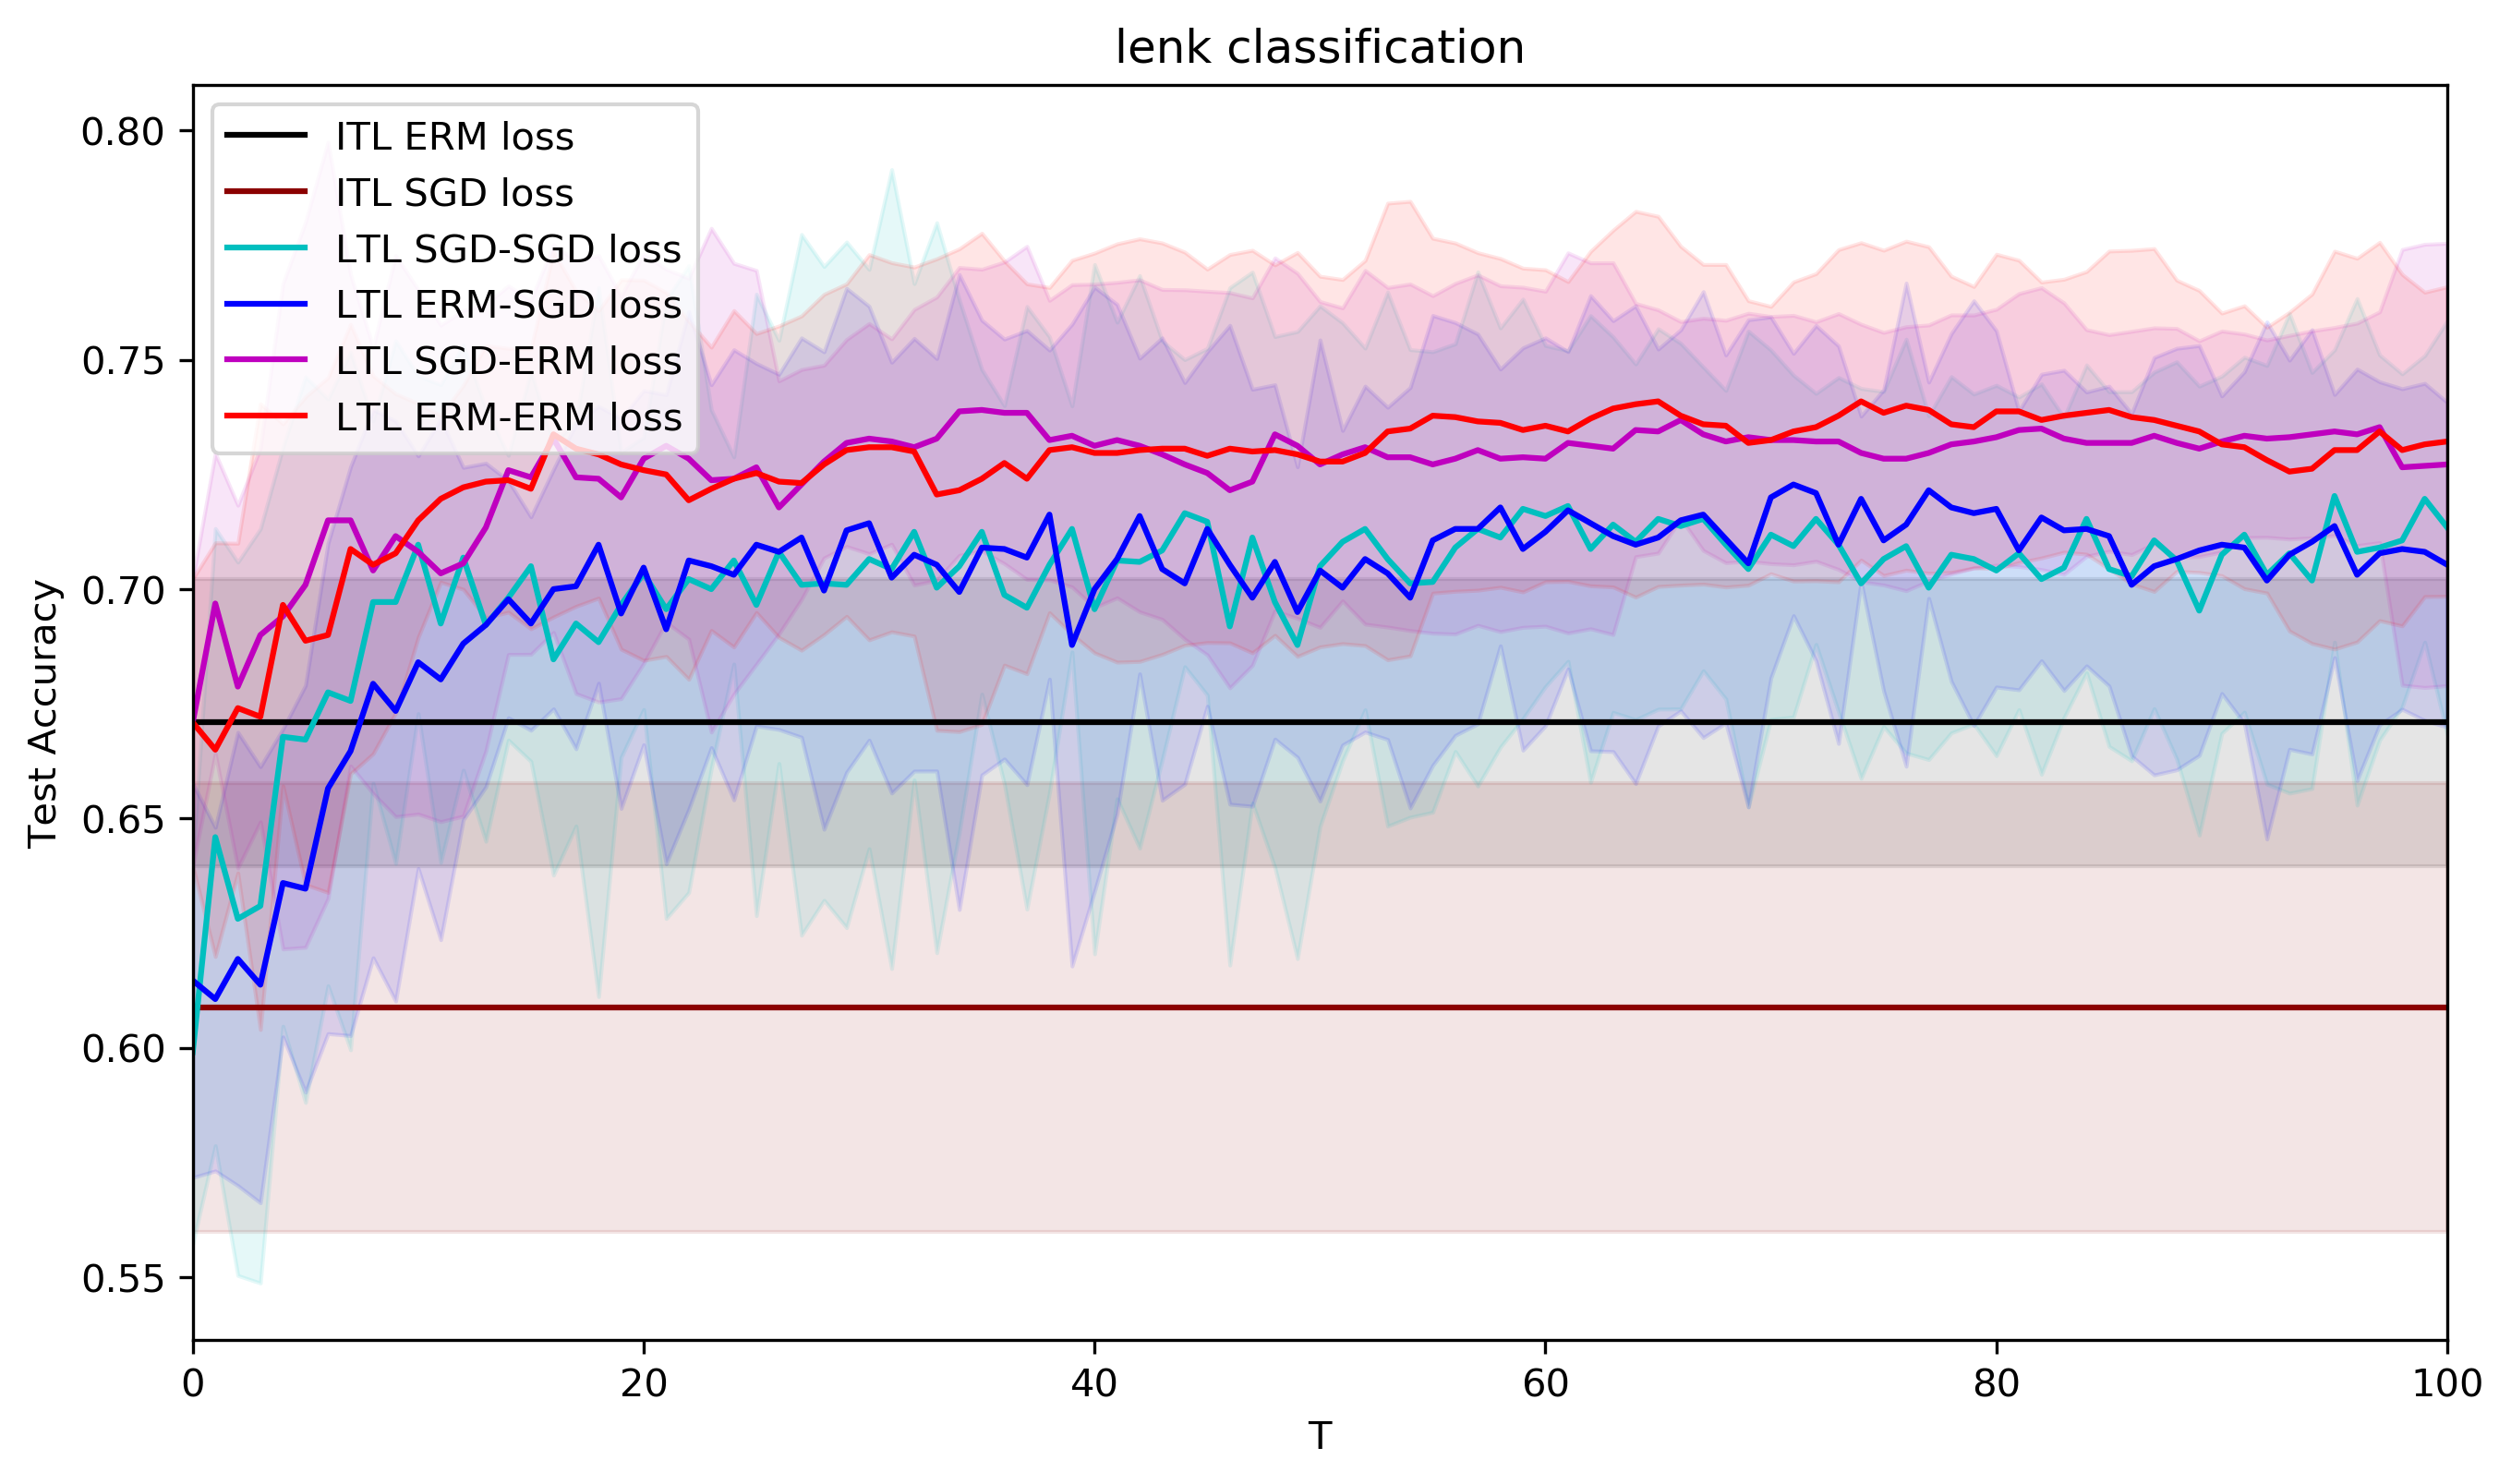 lenk classification
0.80
0.75
0.70
0.65
0.60
0.55
Test Accuracy
ITL ERM loss
ITL SGD loss
LTL SGD-SGD loss
LTL ERM-SGD loss
LTL SGD-ERM loss
LTL ERM-ERM loss
0 20 40 60 80 100
T